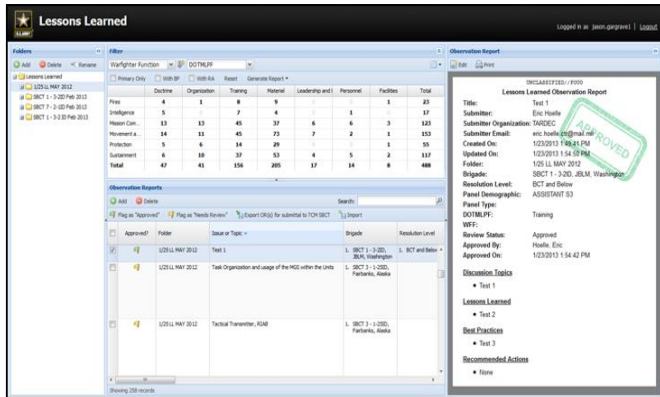 U.S. ARMY
Lessons Learned
Logged in as jason.gargrave1 | Logout
Folders
Add Delete Rename
Lessons Learned
1/25 LL MAY 2012
SBCT 1 - 3-2ID Feb 2013
SBCT 7 - 2-1ID Feb 2013
SBCT 1 - 3-2 ID Feb 2013
Filter
Warfighter Function DOTMLPF
Primary Only With BP With RA Reset Generate Report
Doctrine Organization Training Materiel Leadership and Personnel Facilities Total
Fires 4 1 8 9 1 23
Intelligence 5 7 4 1 17
Mission Com... 13 13 45 37 6 6 3 123
Movement a... 14 11 45 73 7 2 1 153
Protection 5 6 14 29 1 55
Sustainment 6 10 37 53 4 5 2 117
Total 47 41 156 205 17 14 8 488
Observation Reports
Add Delete Search:
Flag as "Approved" Flag as "Needs Review" Export OR(s) for submittal to TCM SBCT Import
Approved? Folder Issue or Topic Brigade Resolution Level
1/25 LL MAY 2012 Test 1 1. SBCT 1 - 3-2ID, JBLM, Washington 1. BCT and Below
1/25 LL MAY 2012 Task Organization and usage of the MGS within the Units 1. SBCT 3 - 1-25ID, Fairbanks, Alaska
1/25 LL MAY 2012 Tactical Transmitter, RIAB 1. SBCT 3 - 1-25ID, Fairbanks, Alaska
Showing 258 records
Observation Report
Edit Print
UNCLASSIFIED//FOUO
Lessons Learned Observation Report
Title: Test 1
Submitter: Eric Hoelle
Submitter Organization: TARDEC
Submitter Email: eric.hoelle.ctr@mail.mil
Created On: 1/23/2013 1:49:41 PM
Updated On: 1/23/2013 1:54:50 PM
Folder: 1/25 LL MAY 2012
Brigade: SBCT 1 - 3-2ID, JBLM, Washington
Resolution Level: BCT and Below
Panel Demographic: ASSISTANT S3
Panel Type:
DOTMLPF: Training
WFF:
Review Status: Approved
Approved By: Hoelle, Eric
Approved On: 1/23/2013 1:54:42 PM
APPROVED
Discussion Topics
Test 1
Lessons Learned
Test 2
Best Practices
Test 3
Recommended Actions
None